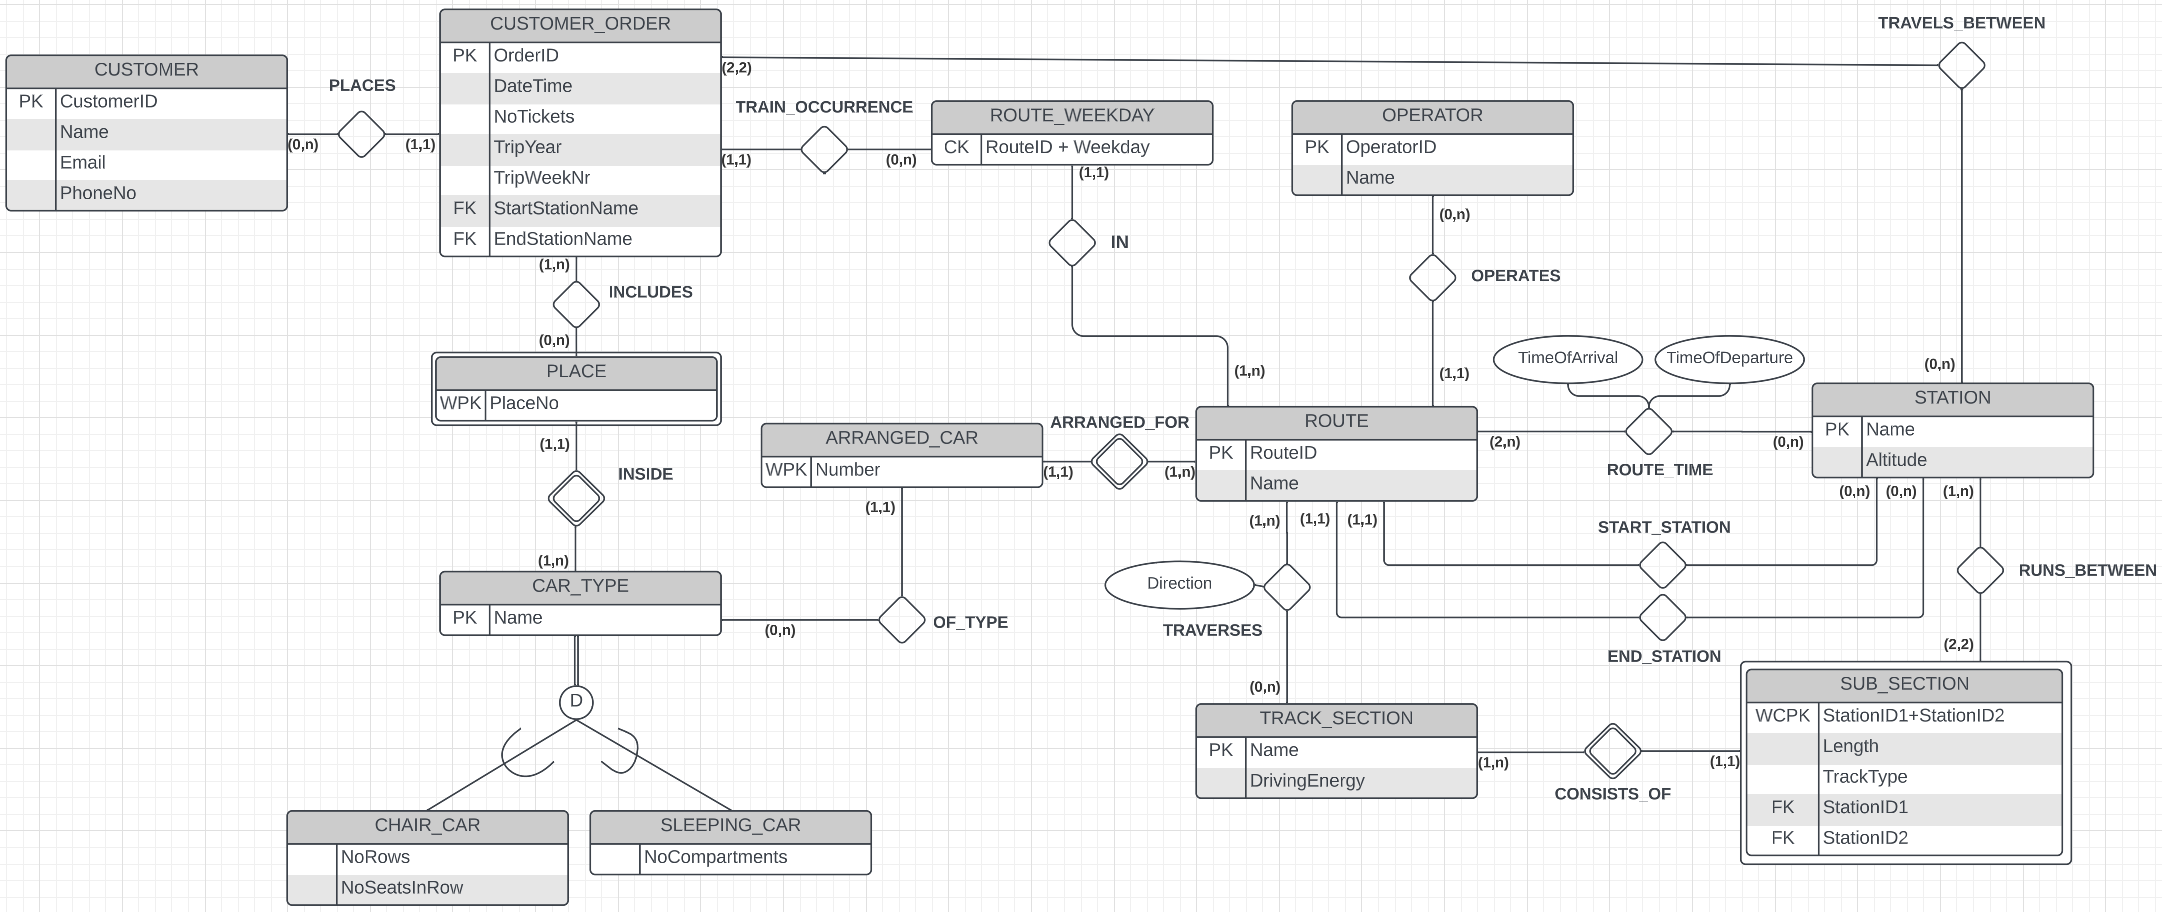 TRAVELS_BETWEEN
CUSTOMER_ORDER
PK OrderID
DateTime
NoTickets
TripYear
TripWeekNr
FK StartStationName
FK EndStationName
(2,2)
CUSTOMER
PK CustomerID
Name
Email
PhoneNo
PLACES
(0,n)
(1,1)
TRAIN_OCCURRENCE
(1,1)
(0,n)
ROUTE_WEEKDAY
CK RouteID + Weekday
(1,1)
IN
(1,n)
OPERATOR
PK OperatorID
Name
(0,n)
OPERATES
(1,1)
(1,n)
INCLUDES
(0,n)
PLACE
WPK PlaceNo
(1,1)
INSIDE
(1,n)
ARRANGED_CAR
WPK Number
(1,1)
ARRANGED_FOR
(1,1)
(1,n)
ROUTE
PK RouteID
Name
TimeOfArrival
TimeOfDeparture
(2,n)
(0,n)
ROUTE_TIME
(0,n)
STATION
PK Name
Altitude
(0,n)
(0,n)
(1,n)
(1,n)
(1,1)
(1,1)
START_STATION
END_STATION
RUNS_BETWEEN
(2,2)
Direction
TRAVERSES
(0,n)
CAR_TYPE
PK Name
(0,n)
OF_TYPE
D
CHAIR_CAR
NoRows
NoSeatsInRow
SLEEPING_CAR
NoCompartments
TRACK_SECTION
PK Name
DrivingEnergy
(1,n)
(1,1)
CONSISTS_OF
SUB_SECTION
WCPK StationID1+StationID2
Length
TrackType
FK StationID1
FK StationID2